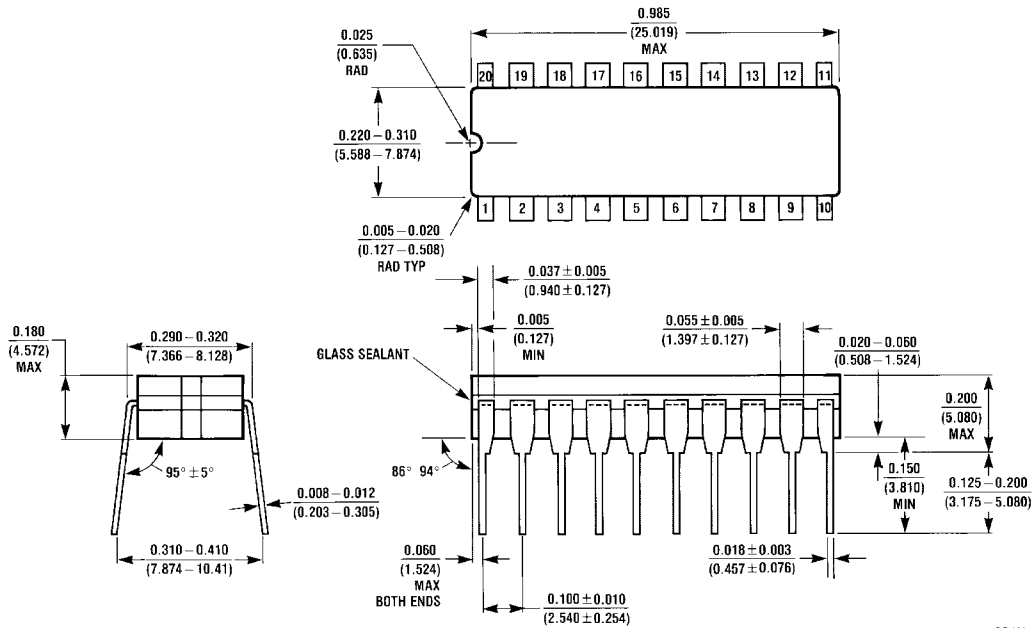 0.985
(25.019)
MAX
0.025
(0.635)
RAD
20 19 18 17 16 15 14 13 12 11
0.220 – 0.310
(5.588 – 7.874)
1 2 3 4 5 6 7 8 9 10
0.005 – 0.020
(0.127 – 0.508)
RAD TYP
0.037 ± 0.005
(0.940 ± 0.127)
0.005
(0.127)
MIN
0.055 ± 0.005
(1.397 ± 0.127)
0.020 – 0.060
(0.508 – 1.524)
0.180
(4.572)
MAX
0.290 – 0.320
(7.366 – 8.128)
GLASS SEALANT
0.200
(5.080)
MAX
95° ± 5°
86° 94°
0.150
(3.810)
MIN
0.125 – 0.200
(3.175 – 5.080)
0.008 – 0.012
(0.203 – 0.305)
0.310 – 0.410
(7.874 – 10.41)
0.060
(1.524)
MAX
BOTH ENDS
0.018 ± 0.003
(0.457 ± 0.076)
0.100 ± 0.010
(2.540 ± 0.254)